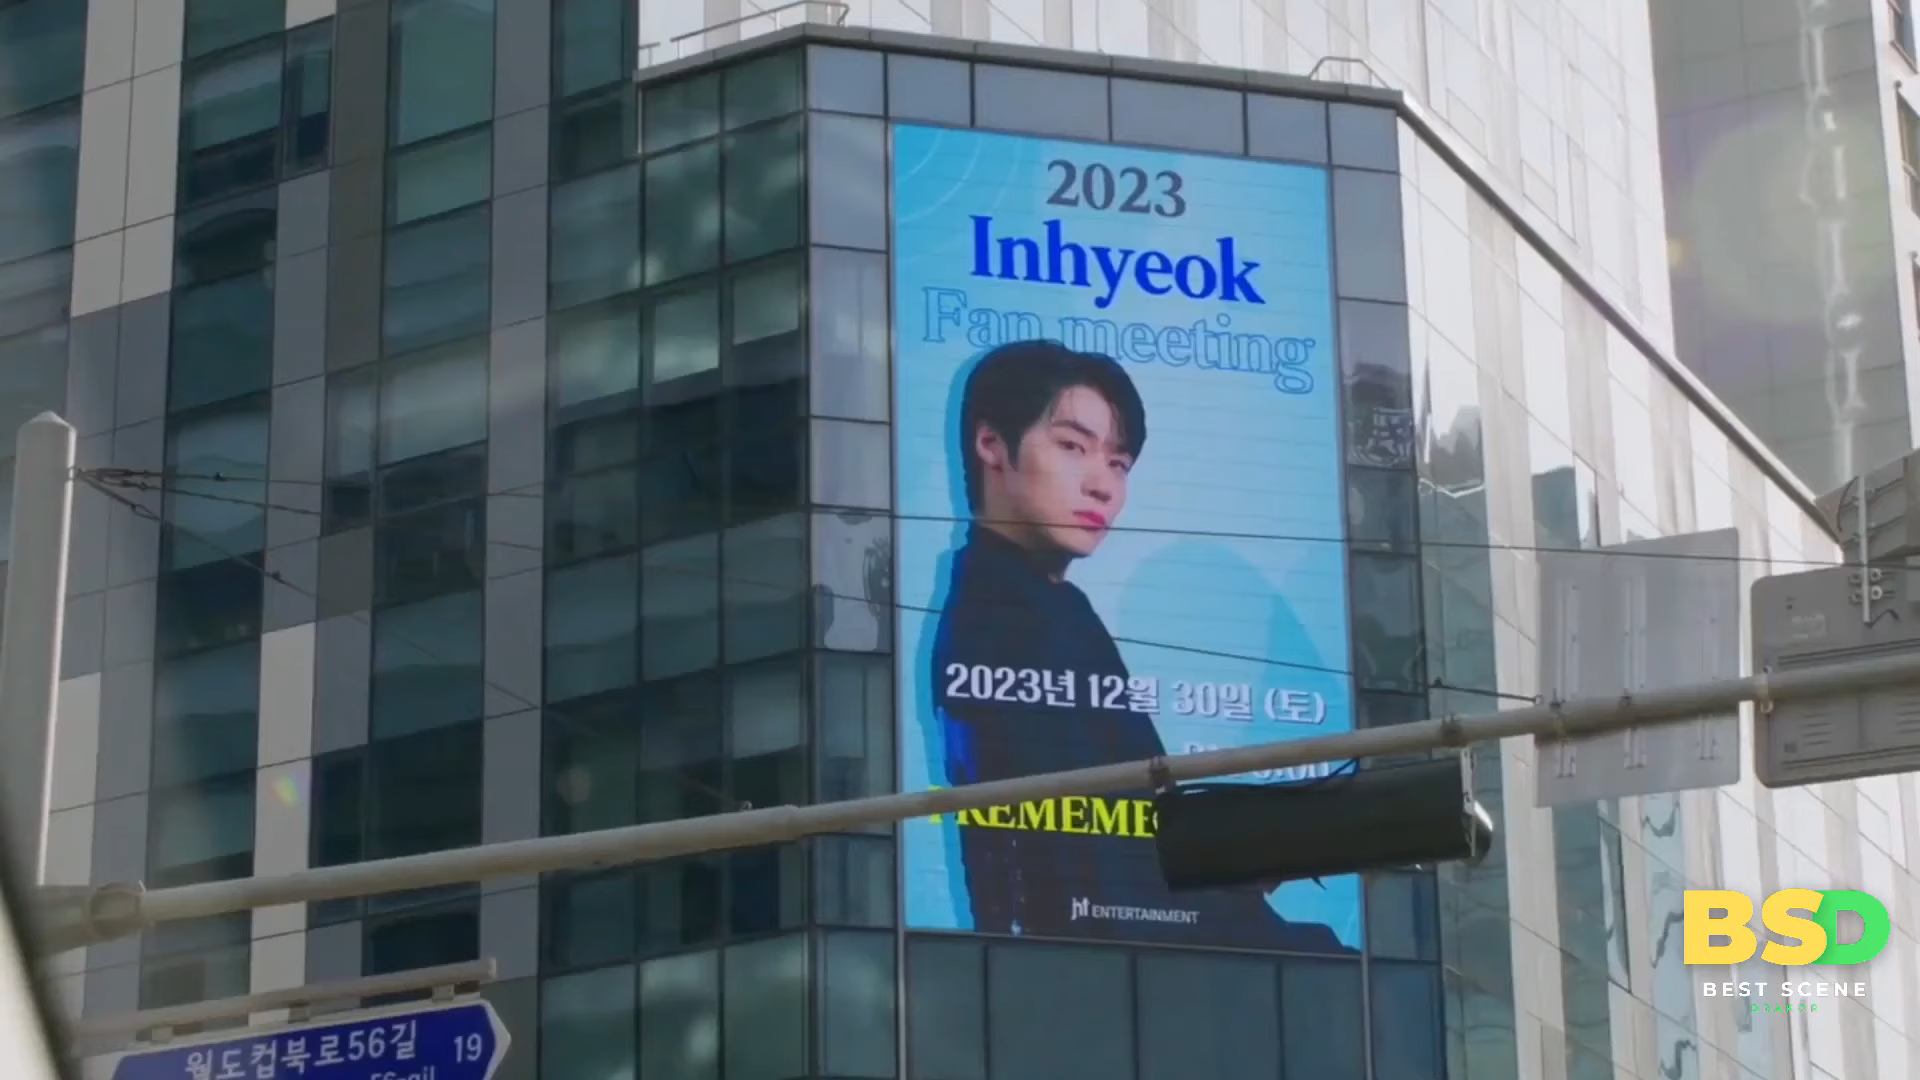 2023
Inhyeok
Fan meeting
2023년 12월 30일 (토)
ENTERTAINMENT
월도컵북로56길 19
BSD
BEST SCENE